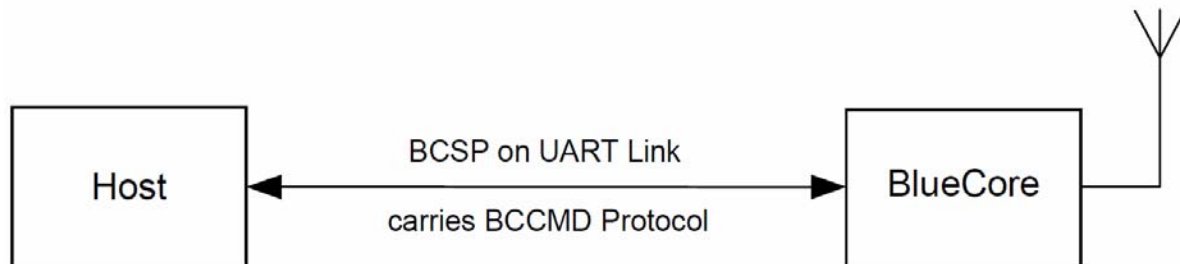 BCSP on UART Link
Host
BlueCore
carries BCCMD Protocol